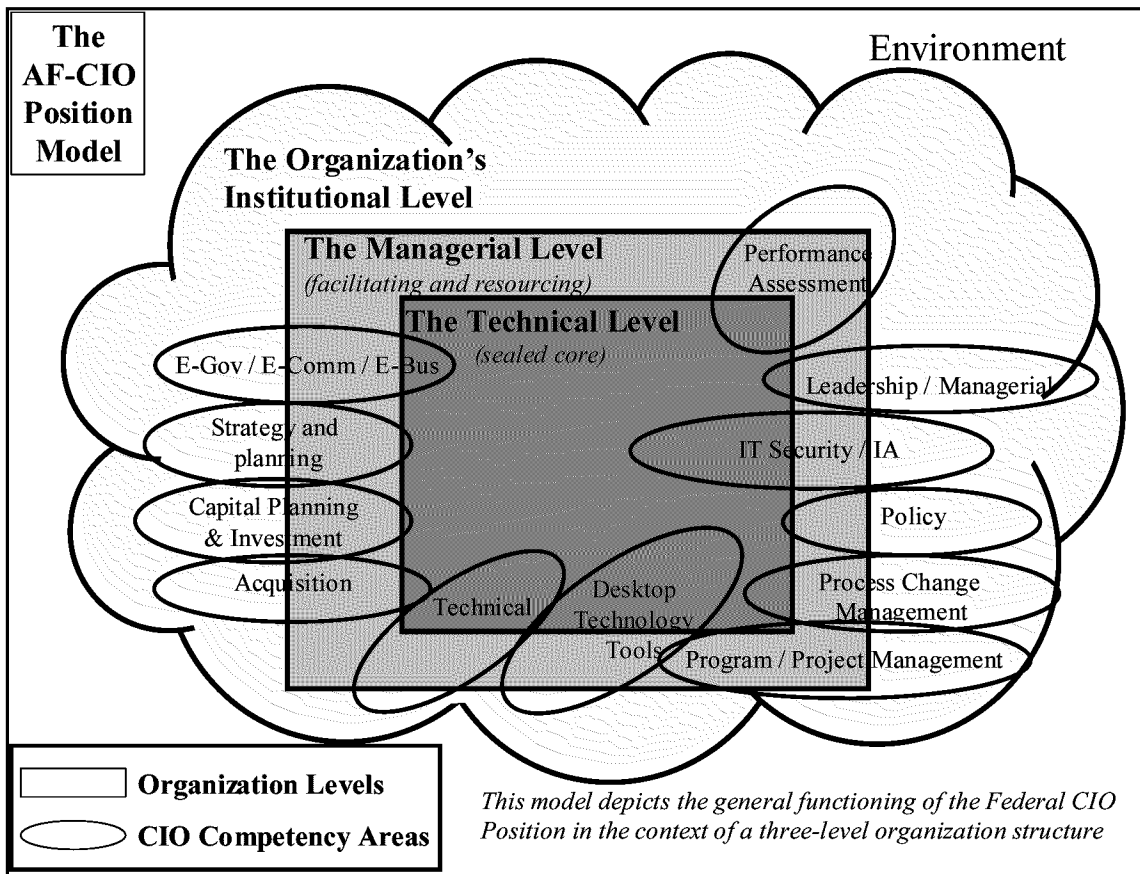 The
AF-CIO
Position
Model
Environment
The Organization's
Institutional Level
The Managerial Level
(facilitating and resourcing)
The Technical Level
(sealed core)
Performance
Assessment
E-Gov / E-Comm / E-Bus
Strategy and
planning
Capital Planning
& Investment
Acquisition
Technical
Desktop
Technology
Tools
Leadership / Managerial
IT Security / IA
Policy
Process Change
Management
Program / Project Management
Organization Levels
CIO Competency Areas
This model depicts the general functioning of the Federal CIO
Position in the context of a three-level organization structure